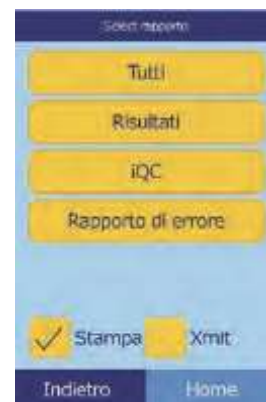 Select rapporto
Tutti
Risultati
iQC
Rapporto di errore
Stampa Xmit
Indietro Home